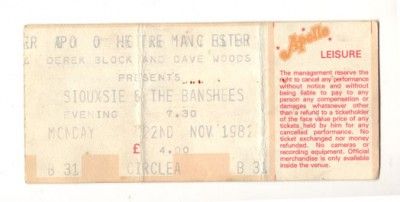 ER APO O HE TRE MANC ESTER
DEREK BLOCK AND DAVE WOODS
PRESENTS
SIOUXSIE & THE BANSHEES
EVENING 7.30
MONDAY 22ND NOV 1982
£ 4.00
B 31 CIRCLEA B 31
Apollo
LEISURE
The management reserve the
right to cancel any performance
without notice and without
being liable to pay to any
person any compensation or
damages whatsoever other
than a refund to a ticketholder
of the face value price of any
tickets held by him for any
cancelled performance. No
ticket exchanged nor money
refunded. No cameras or
recording equipment. Official
merchandise is only available
inside the venue.